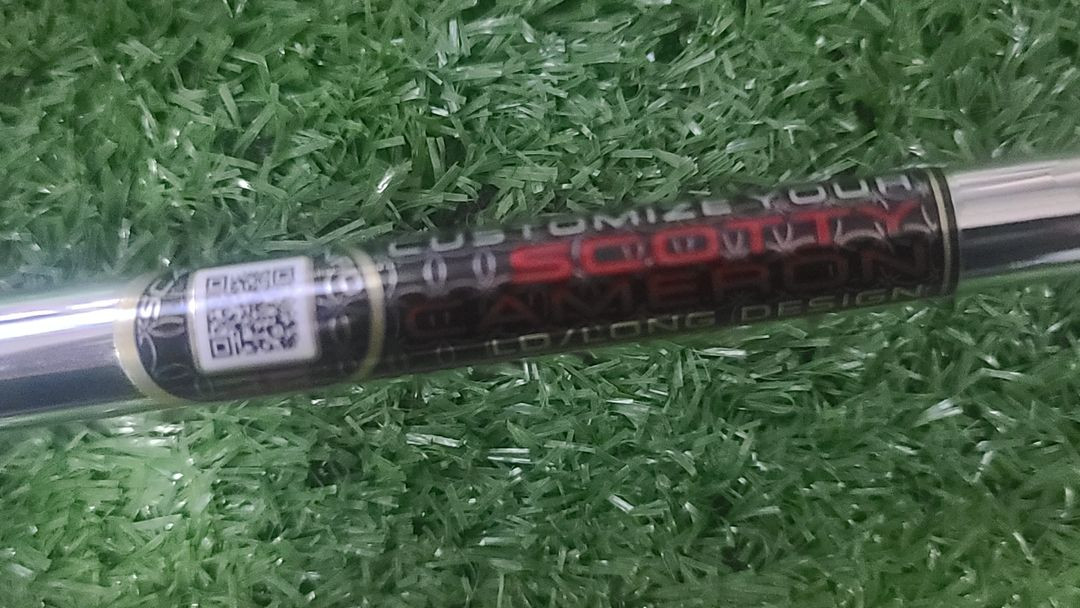 CUSTOMIZE YOUR
SCOTTY
CAMERON
LD/LONG DESIGN